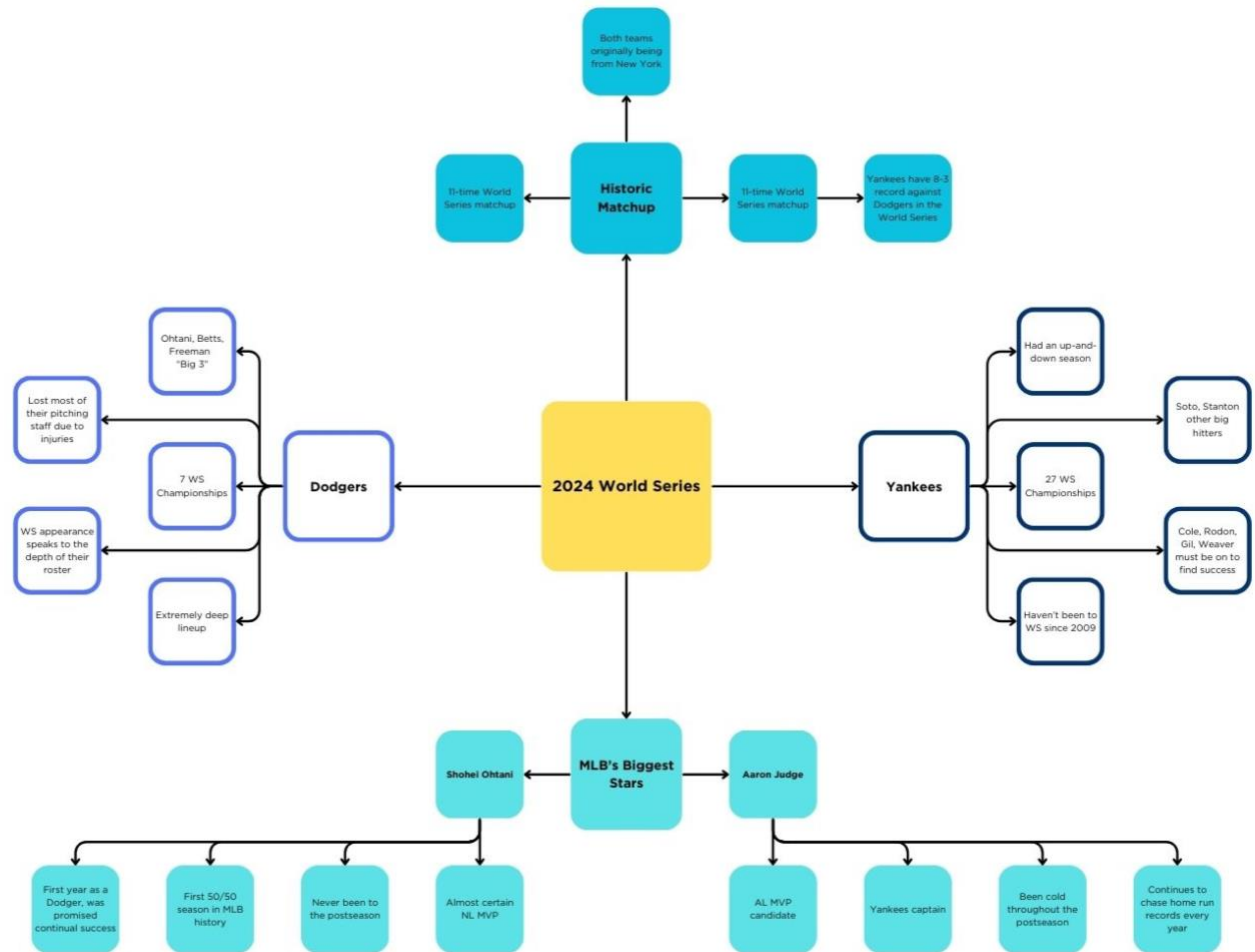 Both teams
originally being
from New York
11-time World
Series matchup
Historic
Matchup
11-time World
Series matchup
Yankees have 8-3
record against
Dodgers in the
World Series
Ohtani, Betts,
Freeman
"Big 3"
Lost most of
their pitching
staff due to
injuries
7 WS
Championships
WS appearance
speaks to the
depth of their
roster
Extremely deep
lineup
Dodgers
2024 World Series
Yankees
Had an up-and-
down season
Soto, Stanton
other big
hitters
27 WS
Championships
Cole, Rodon,
Gil, Weaver
must be on to
find success
Haven't been to
WS since 2009
Shohei Ohtani
MLB's Biggest
Stars
Aaron Judge
First year as a
Dodger, was
promised
continual success
First 50/50
season in MLB
history
Never been to
the postseason
Almost certain
NL MVP
AL MVP
candidate
Yankees captain
Been cold
throughout the
postseason
Continues to
chase home run
records every
year